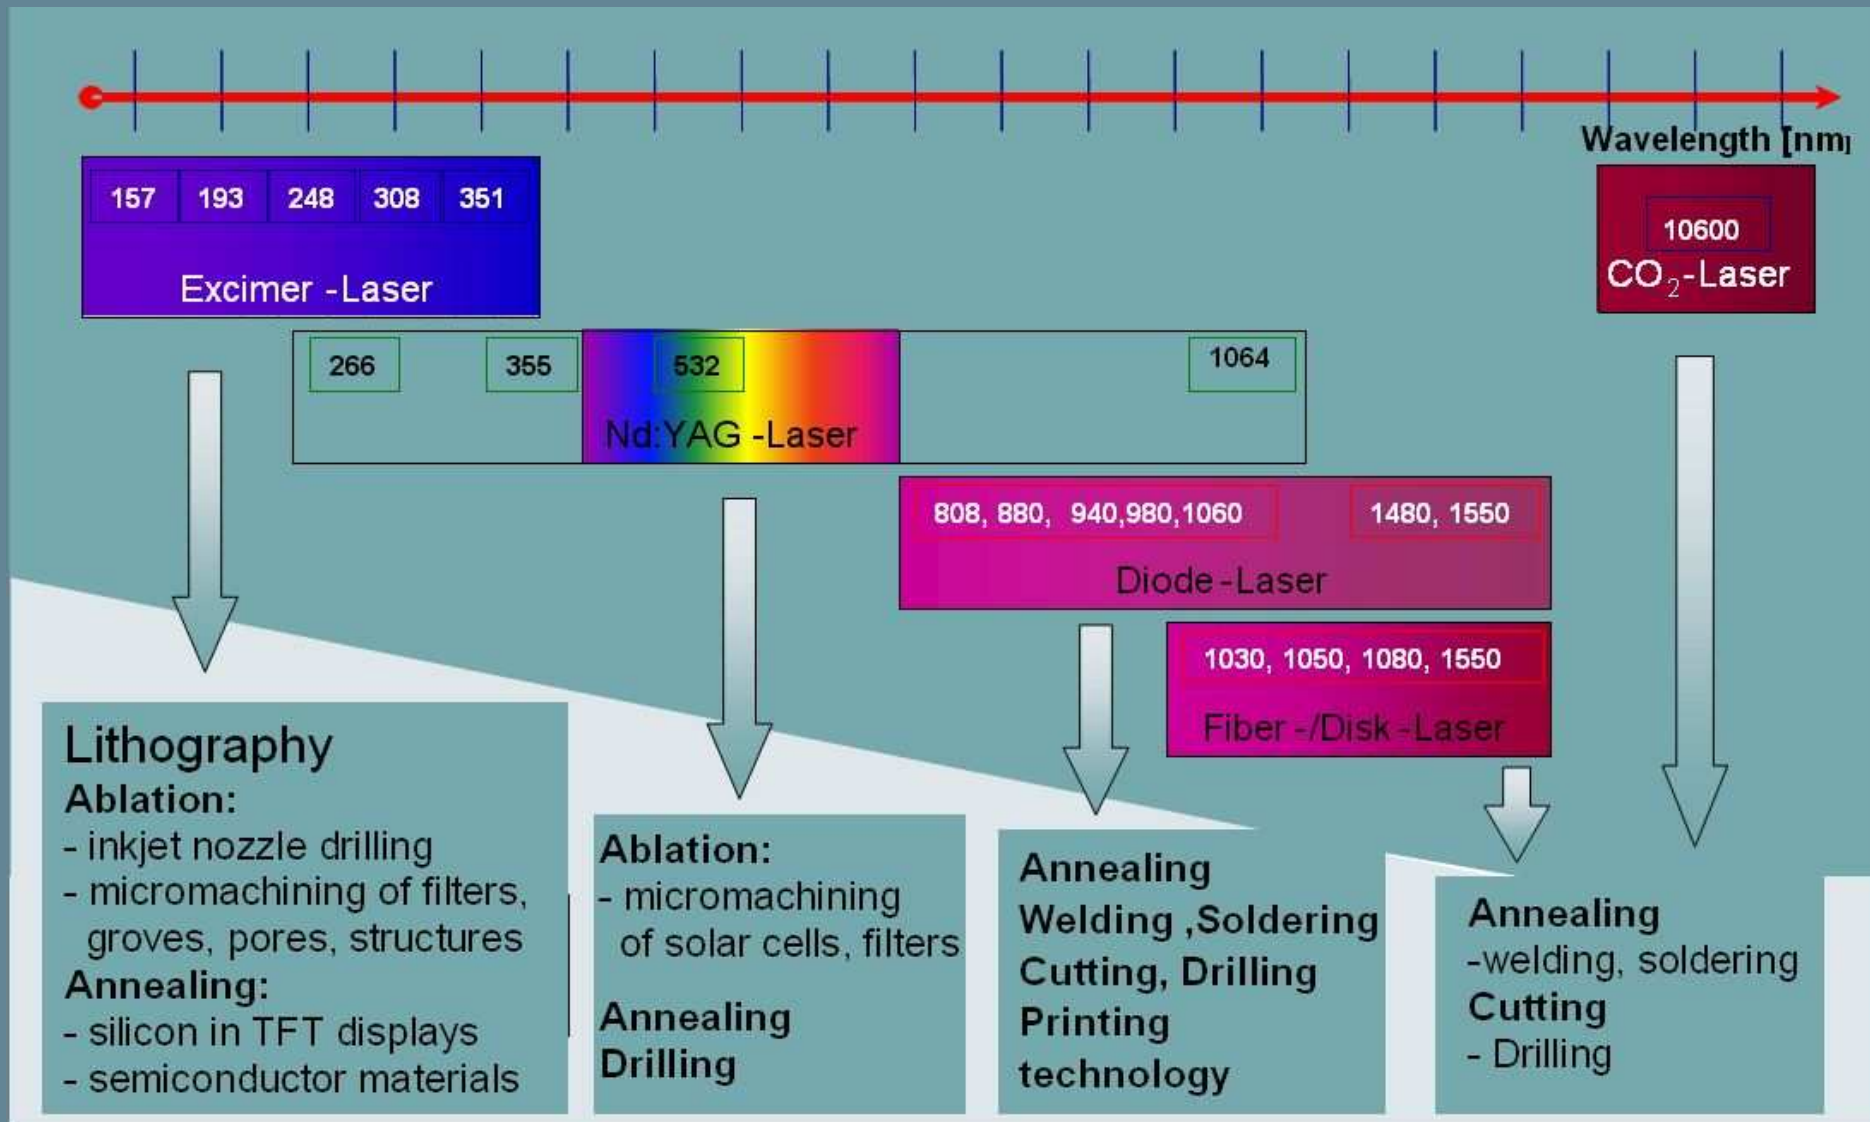 Wavelength [nm]
157 193 248 308 351
Excimer -Laser
10600
CO₂-Laser
266 355 532 1064
Nd:YAG -Laser
808, 880, 940,980,1060 1480, 1550
Diode -Laser
1030, 1050, 1080, 1550
Fiber -/Disk -Laser
Lithography
Ablation:
- inkjet nozzle drilling
- micromachining of filters,
groves, pores, structures
Annealing:
- silicon in TFT displays
- semiconductor materials
Ablation:
- micromachining
of solar cells, filters
Annealing
Drilling
Annealing
Welding ,Soldering
Cutting, Drilling
Printing
technology
Annealing
-welding, soldering
Cutting
- Drilling